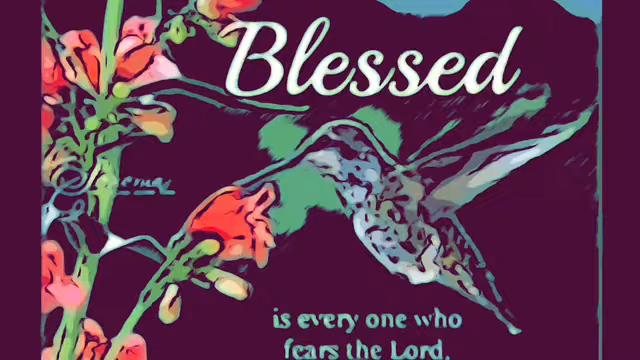 Blessed
is every one who
fears the Lord,